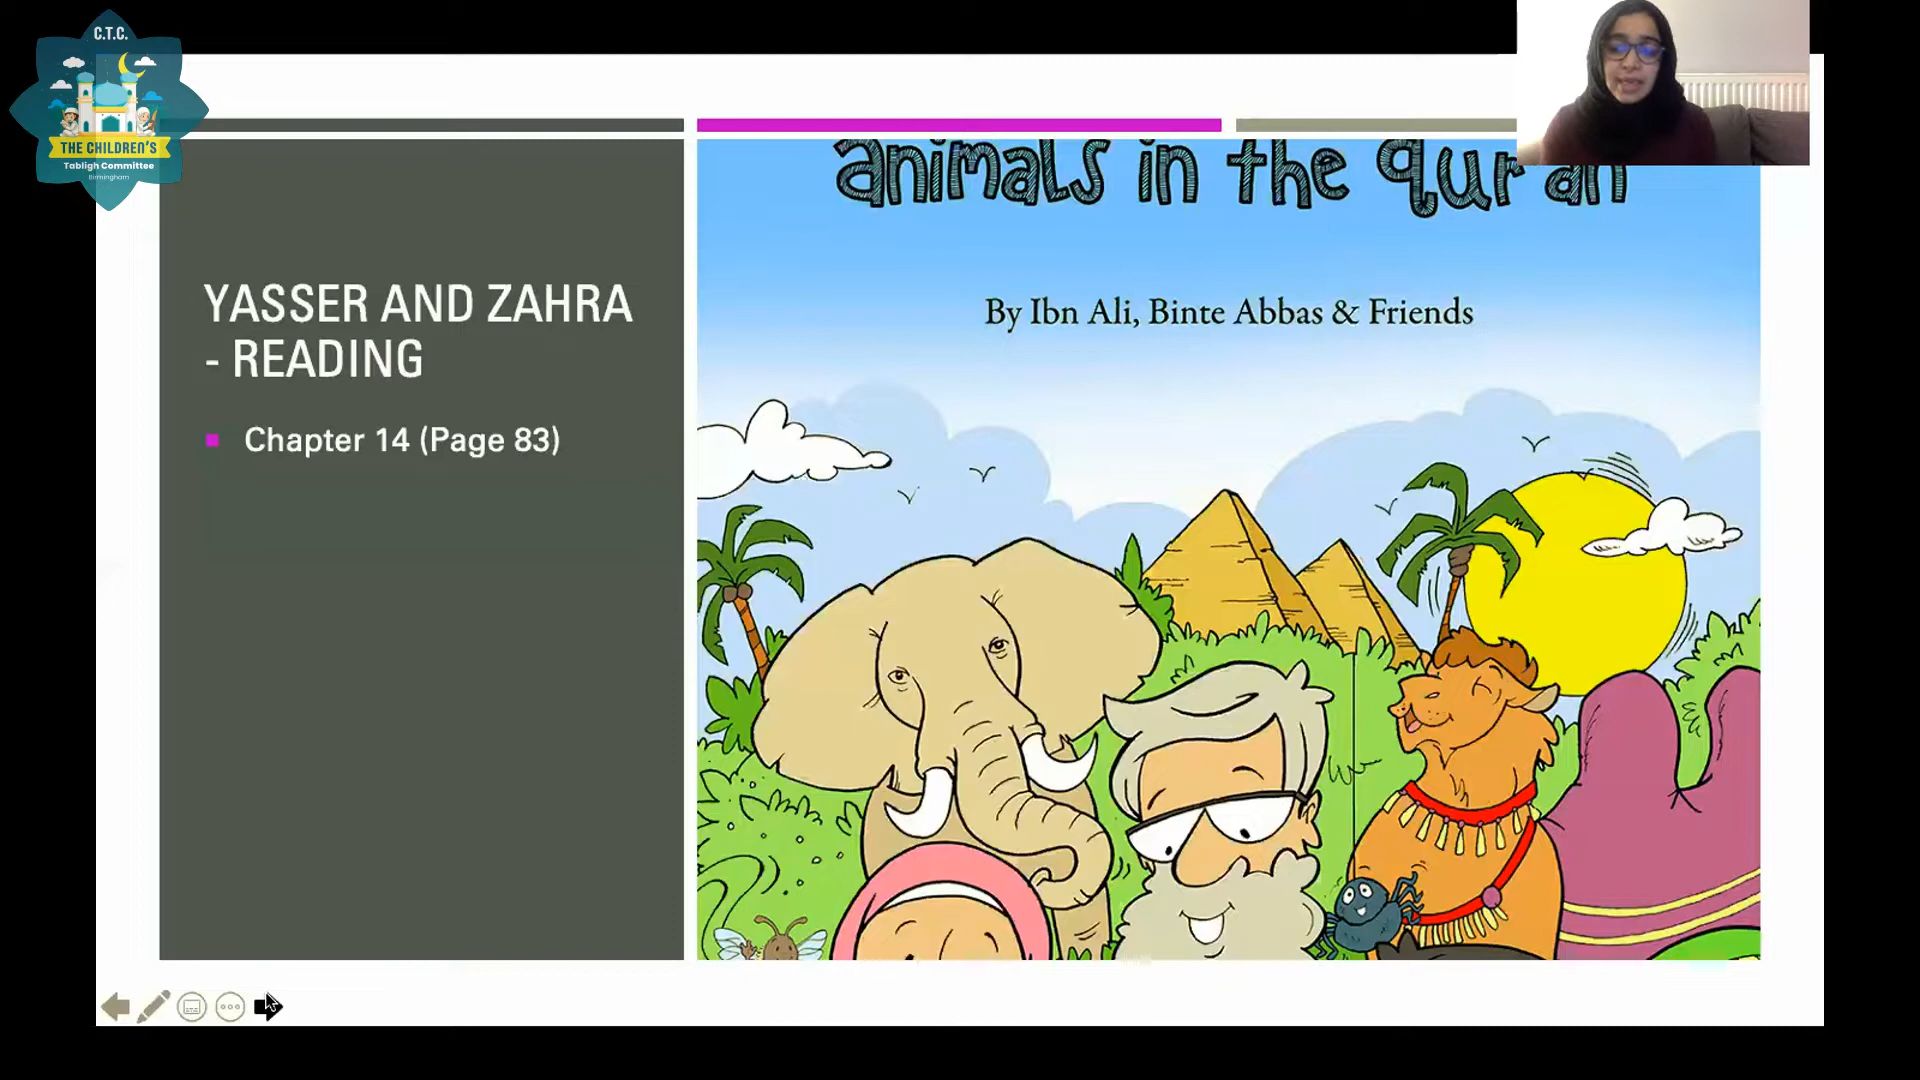 C.T.C.
THE CHILDREN'S
Tabligh Committee
Birmingham
animals in the qur'an
By Ibn Ali, Binte Abbas & Friends
YASSER AND ZAHRA
- READING
Chapter 14 (Page 83)